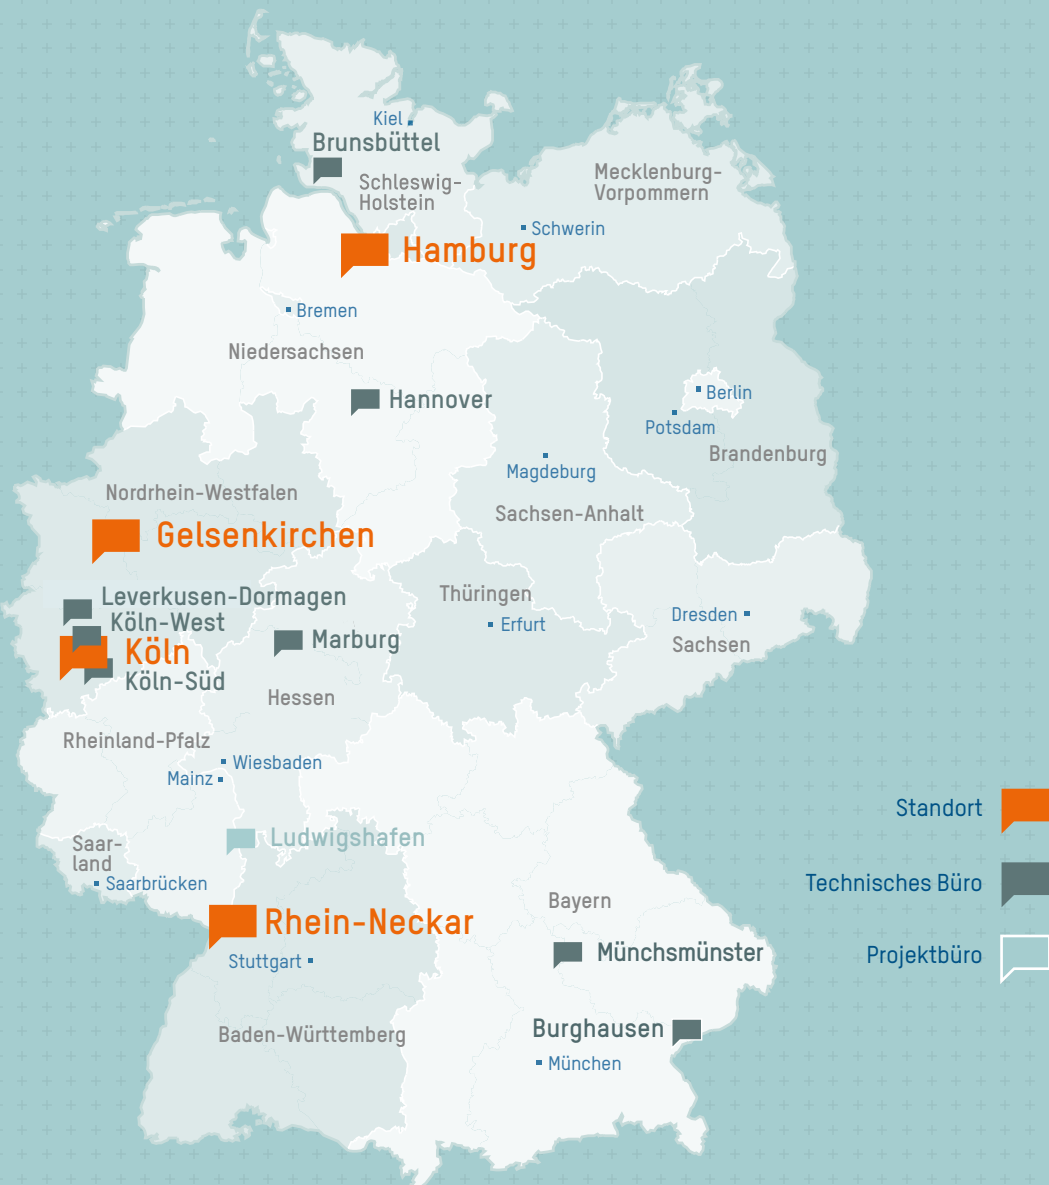 Kiel
Brunsbüttel
Schleswig-
Holstein
Mecklenburg-
Vorpommern
Schwerin
Hamburg
Bremen
Niedersachsen
Hannover
Berlin
Potsdam
Brandenburg
Magdeburg
Sachsen-Anhalt
Nordrhein-Westfalen
Gelsenkirchen
Leverkusen-Dormagen
Köln-West
Köln
Köln-Süd
Marburg
Hessen
Thüringen
Erfurt
Dresden
Sachsen
Rheinland-Pfalz
Wiesbaden
Mainz
Saar-
land
Saarbrücken
Ludwigshafen
Rhein-Neckar
Stuttgart
Baden-Württemberg
Bayern
Münchsmünster
Burghausen
München
Standort
Technisches Büro
Projektbüro